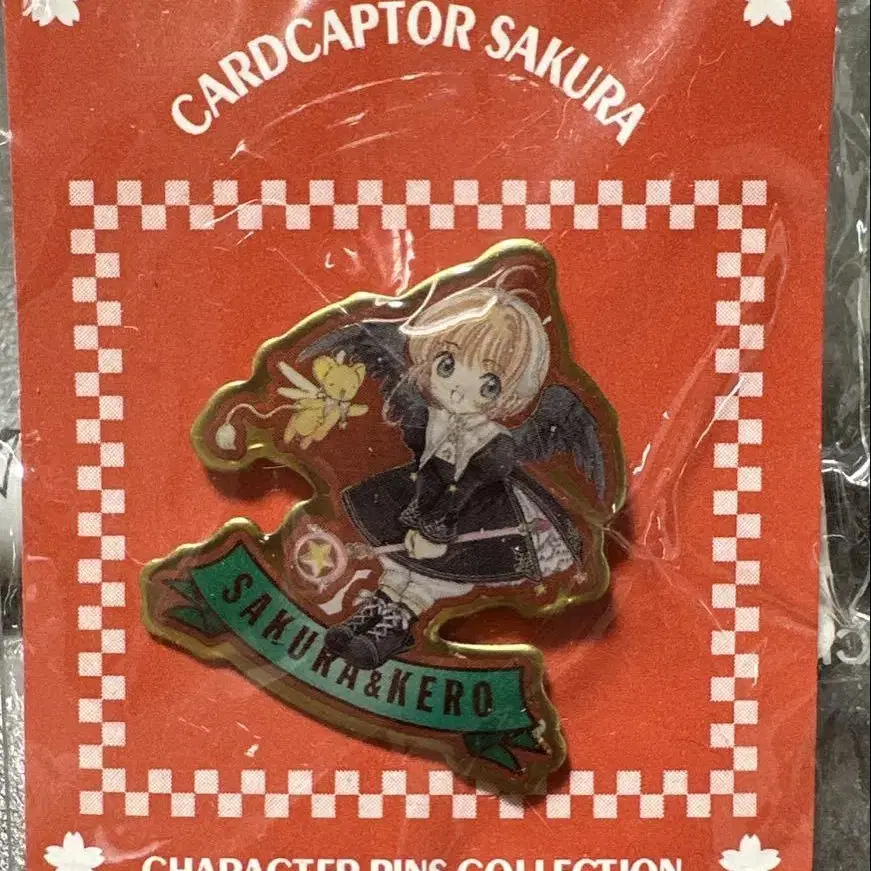 CARDCAPTOR SAKURA
SAKURA & KERO
CHARACTER PINS COLLECTION